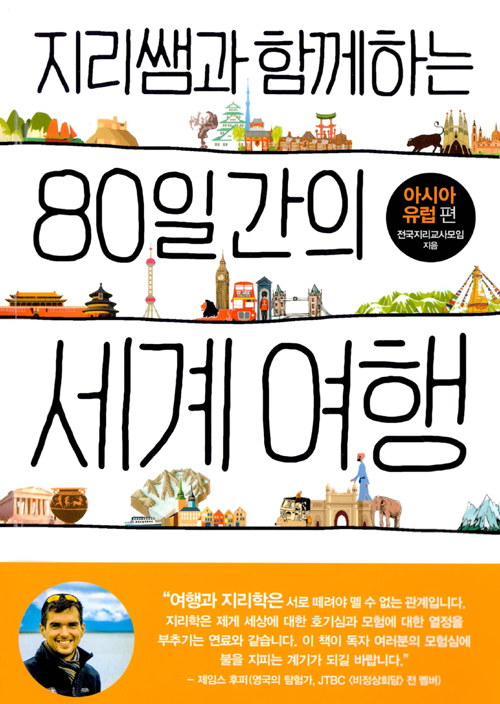 지리쌤과 함께하는
80일간의
아시아
유럽 편
전국지리교사모임
지음
세계 여행
“여행과 지리학은 서로 떼려야 뗄 수 없는 관계입니다.
지리학은 제게 세상에 대한 호기심과 모험에 대한 열정을
부추기는 연료와 같습니다. 이 책이 독자 여러분의 모험심에
불을 지피는 계기가 되길 바랍니다.”
– 제임스 후퍼(영국의 탐험가, JTBC 〈비정상회담〉 전 멤버)